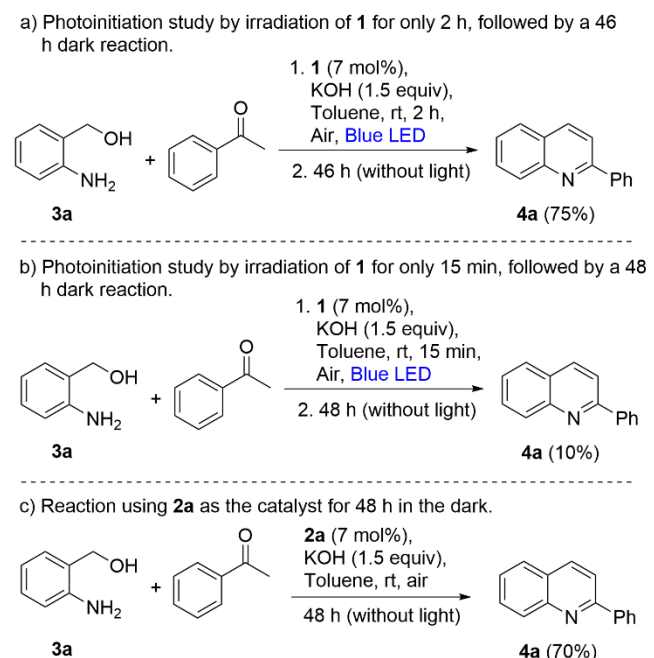 a) Photoinitiation study by irradiation of 1 for only 2 h, followed by a 46
h dark reaction.
1. 1 (7 mol%),
KOH (1.5 equiv),
Toluene, rt, 2 h,
Air, Blue LED
2. 46 h (without light)
OH
NH2
+
O
N
Ph
3a
4a (75%)
b) Photoinitiation study by irradiation of 1 for only 15 min, followed by a 48
h dark reaction.
1. 1 (7 mol%),
KOH (1.5 equiv),
Toluene, rt, 15 min,
Air, Blue LED
2. 48 h (without light)
OH
NH2
+
O
N
Ph
3a
4a (10%)
c) Reaction using 2a as the catalyst for 48 h in the dark.
2a (7 mol%),
KOH (1.5 equiv),
Toluene, rt, air
48 h (without light)
OH
NH2
+
O
N
Ph
3a
4a (70%)